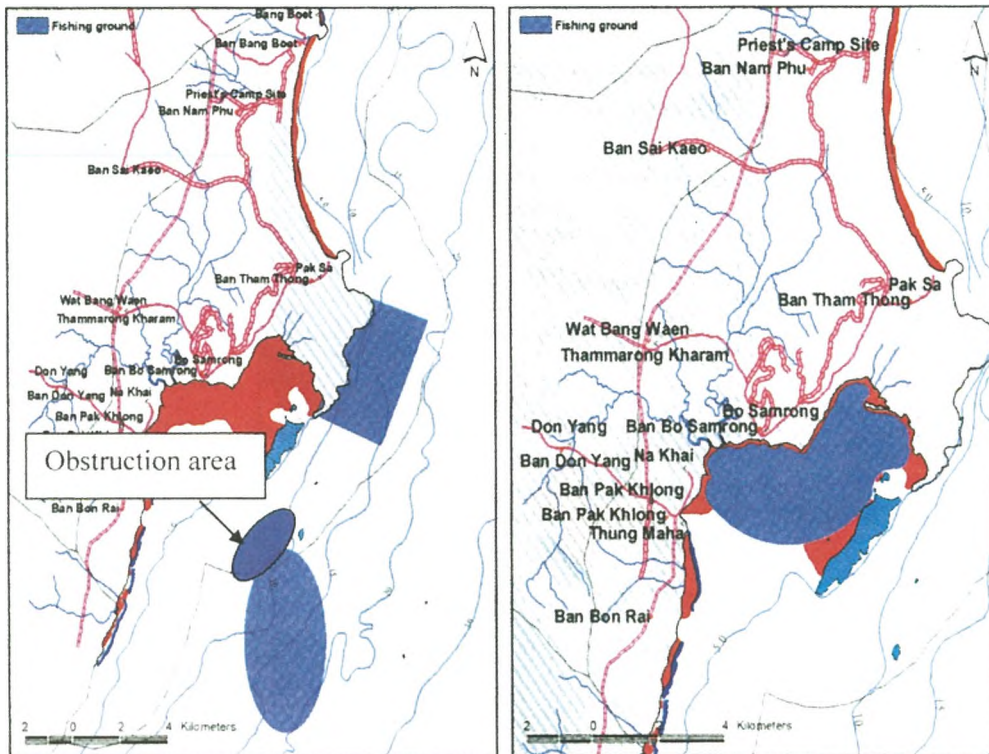 Fishing ground
Bang Boet
Ban Bang Boet
N
Priest's Camp Site
Ban Nam Phu
Ban Sai Kaeo
Pak Sa
Ban Tham Thong
Wat Bang Waen
Thammarong Kharam
Bo Samrong
Don Yang
Ban Bo Samrong
Ban Don Yang
Na Khai
Ban Pak Khlong
Obstruction area
Ban Bon Rai
2 0 2 4 Kilometers
Fishing ground
Priest's Camp Site
N
Ban Nam Phu
Ban Sai Kaeo
Pak Sa
Ban Tham Thong
Wat Bang Waen
Thammarong Kharam
Bo Samrong
Don Yang
Ban Bo Samrong
Ban Don Yang
Na Khai
Ban Pak Khlong
Ban Pak Khlong
Thung Maha
Ban Bon Rai
2 0 2 4 Kilometers